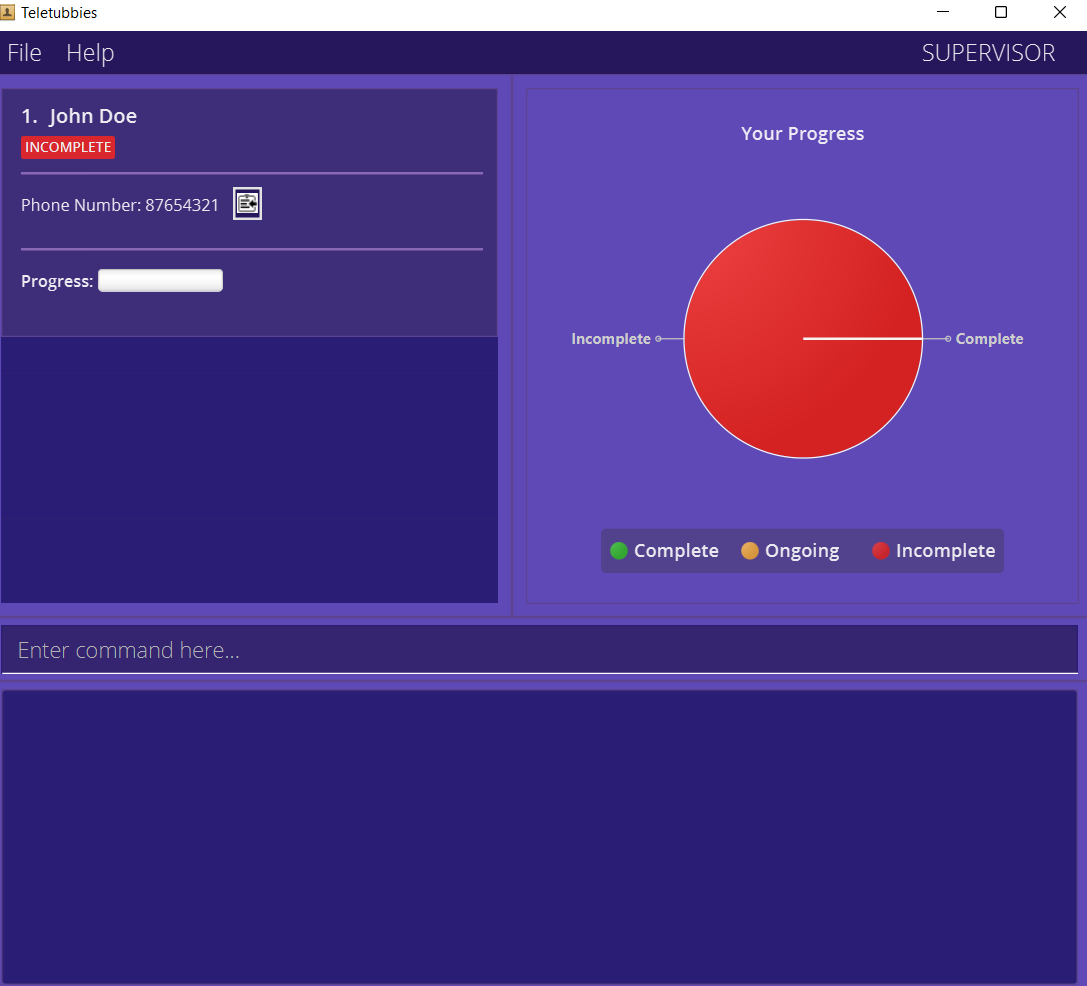 Teletubbies
File Help SUPERVISOR
1. John Doe
INCOMPLETE
Phone Number: 87654321
Progress:
Your Progress
Incomplete Complete
Complete Ongoing Incomplete
Enter command here...